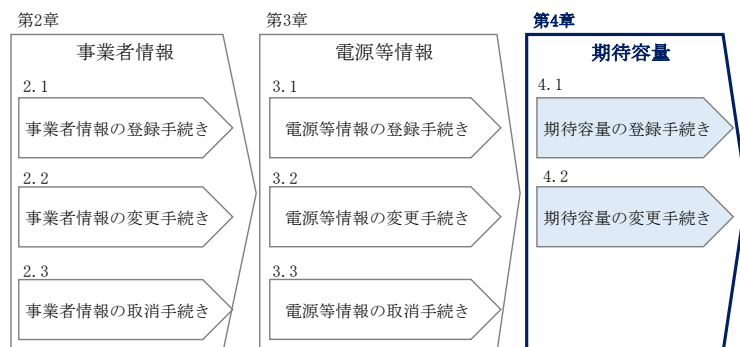 第2章
事業者情報
2.1
事業者情報の登録手続き
2.2
事業者情報の変更手続き
2.3
事業者情報の取消手続き
第3章
電源等情報
3.1
電源等情報の登録手続き
3.2
電源等情報の変更手続き
3.3
電源等情報の取消手続き
第4章
期待容量
4.1
期待容量の登録手続き
4.2
期待容量の変更手続き